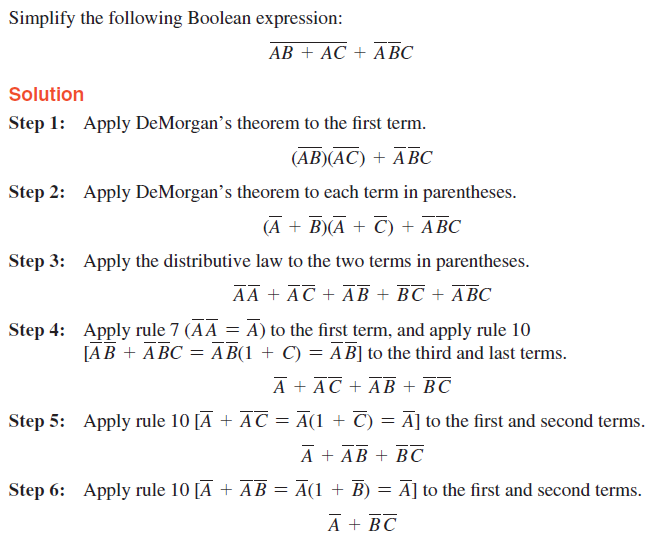 Simplify the following Boolean expression:
$\overline{AB + AC} + \overline{A}\,\overline{B}C$
Solution
Step 1: Apply DeMorgan’s theorem to the first term.
$(\overline{AB})(\overline{AC}) + \overline{A}\,\overline{B}C$
Step 2: Apply DeMorgan’s theorem to each term in parentheses.
$(\overline{A} + \overline{B})(\overline{A} + \overline{C}) + \overline{A}\,\overline{B}C$
Step 3: Apply the distributive law to the two terms in parentheses.
$\overline{A}\,\overline{A} + \overline{A}\,\overline{C} + \overline{A}\,\overline{B} + \overline{B}\,\overline{C} + \overline{A}\,\overline{B}C$
Step 4: Apply rule 7 ($\overline{A}\,\overline{A} = \overline{A}$) to the first term, and apply rule 10
[$\overline{A}\,\overline{B} + \overline{A}\,\overline{B}C = \overline{A}\,\overline{B}(1 + C) = \overline{A}\,\overline{B}$] to the third and last terms.
$\overline{A} + \overline{A}\,\overline{C} + \overline{A}\,\overline{B} + \overline{B}\,\overline{C}$
Step 5: Apply rule 10 [$\overline{A} + \overline{A}\,\overline{C} = \overline{A}(1 + \overline{C}) = \overline{A}$] to the first and second terms.
$\overline{A} + \overline{A}\,\overline{B} + \overline{B}\,\overline{C}$
Step 6: Apply rule 10 [$\overline{A} + \overline{A}\,\overline{B} = \overline{A}(1 + \overline{B}) = \overline{A}$] to the first and second terms.
$\overline{A} + \overline{B}\,\overline{C}$